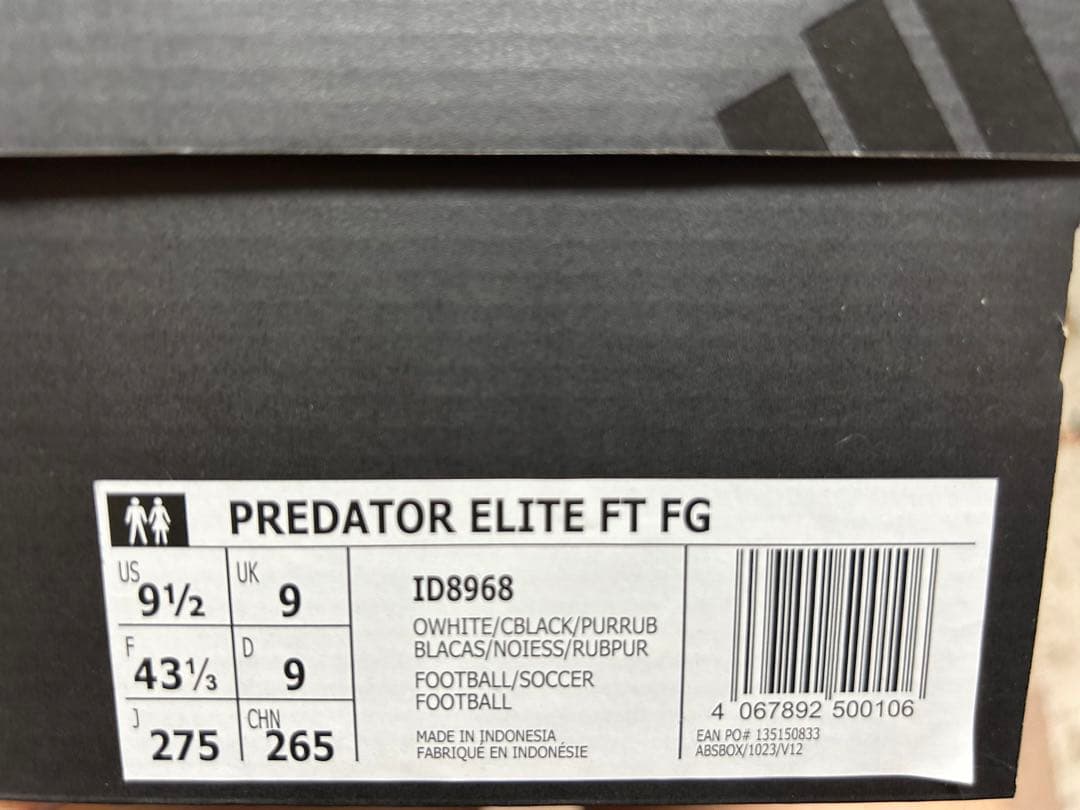 PREDATOR ELITE FT FG
US 9½
UK 9
F 43⅓
D 9
J 275
CHN 265
ID8968
OWHITE/CBLACK/PURRUB
BLACAS/NOIESS/RUBPUR
FOOTBALL/SOCCER
FOOTBALL
MADE IN INDONESIA
FABRIQUÉ EN INDONÉSIE
4 067892 500106
EAN PO# 135150833
ABSBOX/1023/V12